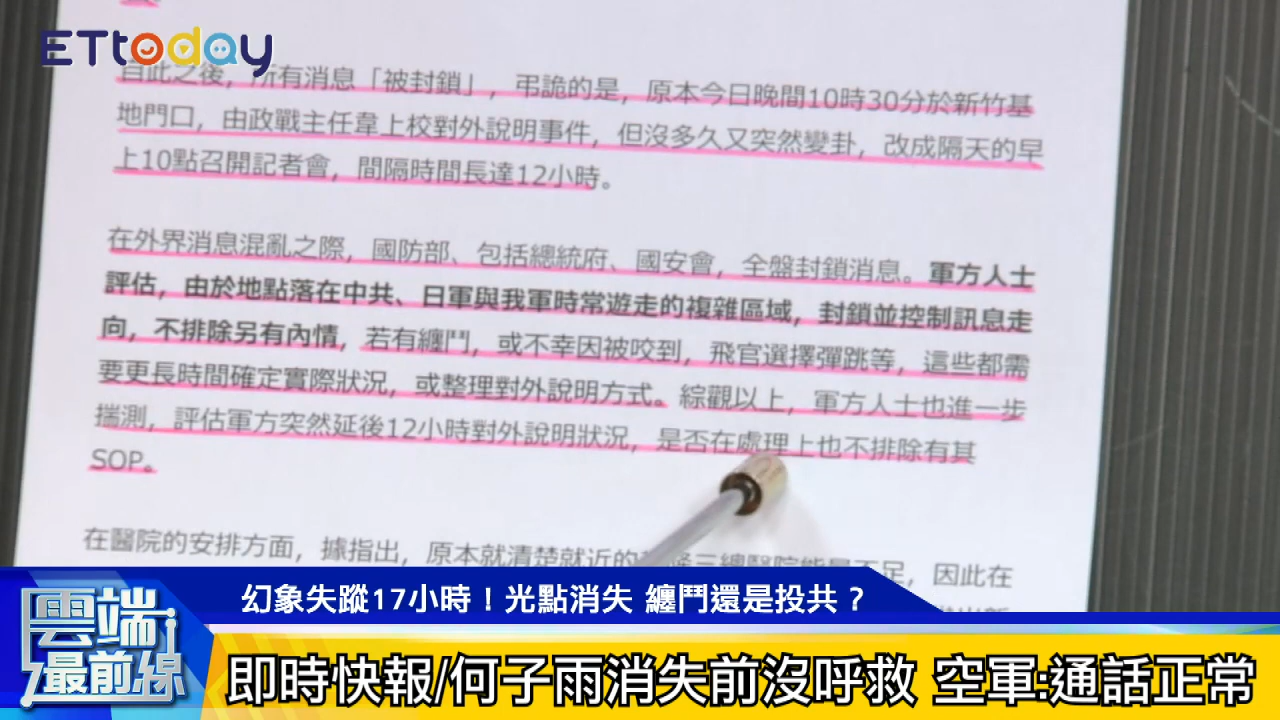 ETtoday
自此之後，所有消息「被封鎖」，弔詭的是，原本今日晚間10時30分於新竹基
地門口，由政戰主任韋上校對外說明事件，但沒多久又突然變卦，改成隔天的早
上10點召開記者會，間隔時間長達12小時。
在外界消息混亂之際，國防部、包括總統府、國安會，全盤封鎖消息。軍方人士
評估，由於地點落在中共、日軍與我軍時常遊走的複雜區域，封鎖並控制訊息走
向，不排除另有內情，若有纏鬥，或不幸因被咬到，飛官選擇彈跳等，這些都需
要更長時間確定實際狀況，或整理對外說明方式。綜觀以上，軍方人士也進一步
揣測，評估軍方突然延後12小時對外說明狀況，是否在處理上也不排除有其
SOP。
在醫院的安排方面，據指出，原本就清楚就近的三總醫院能量不足，因此在
幻象失蹤17小時！光點消失 纏鬥還是投共？
雲端最前線
即時快報/何子雨消失前沒呼救 空軍:通話正常